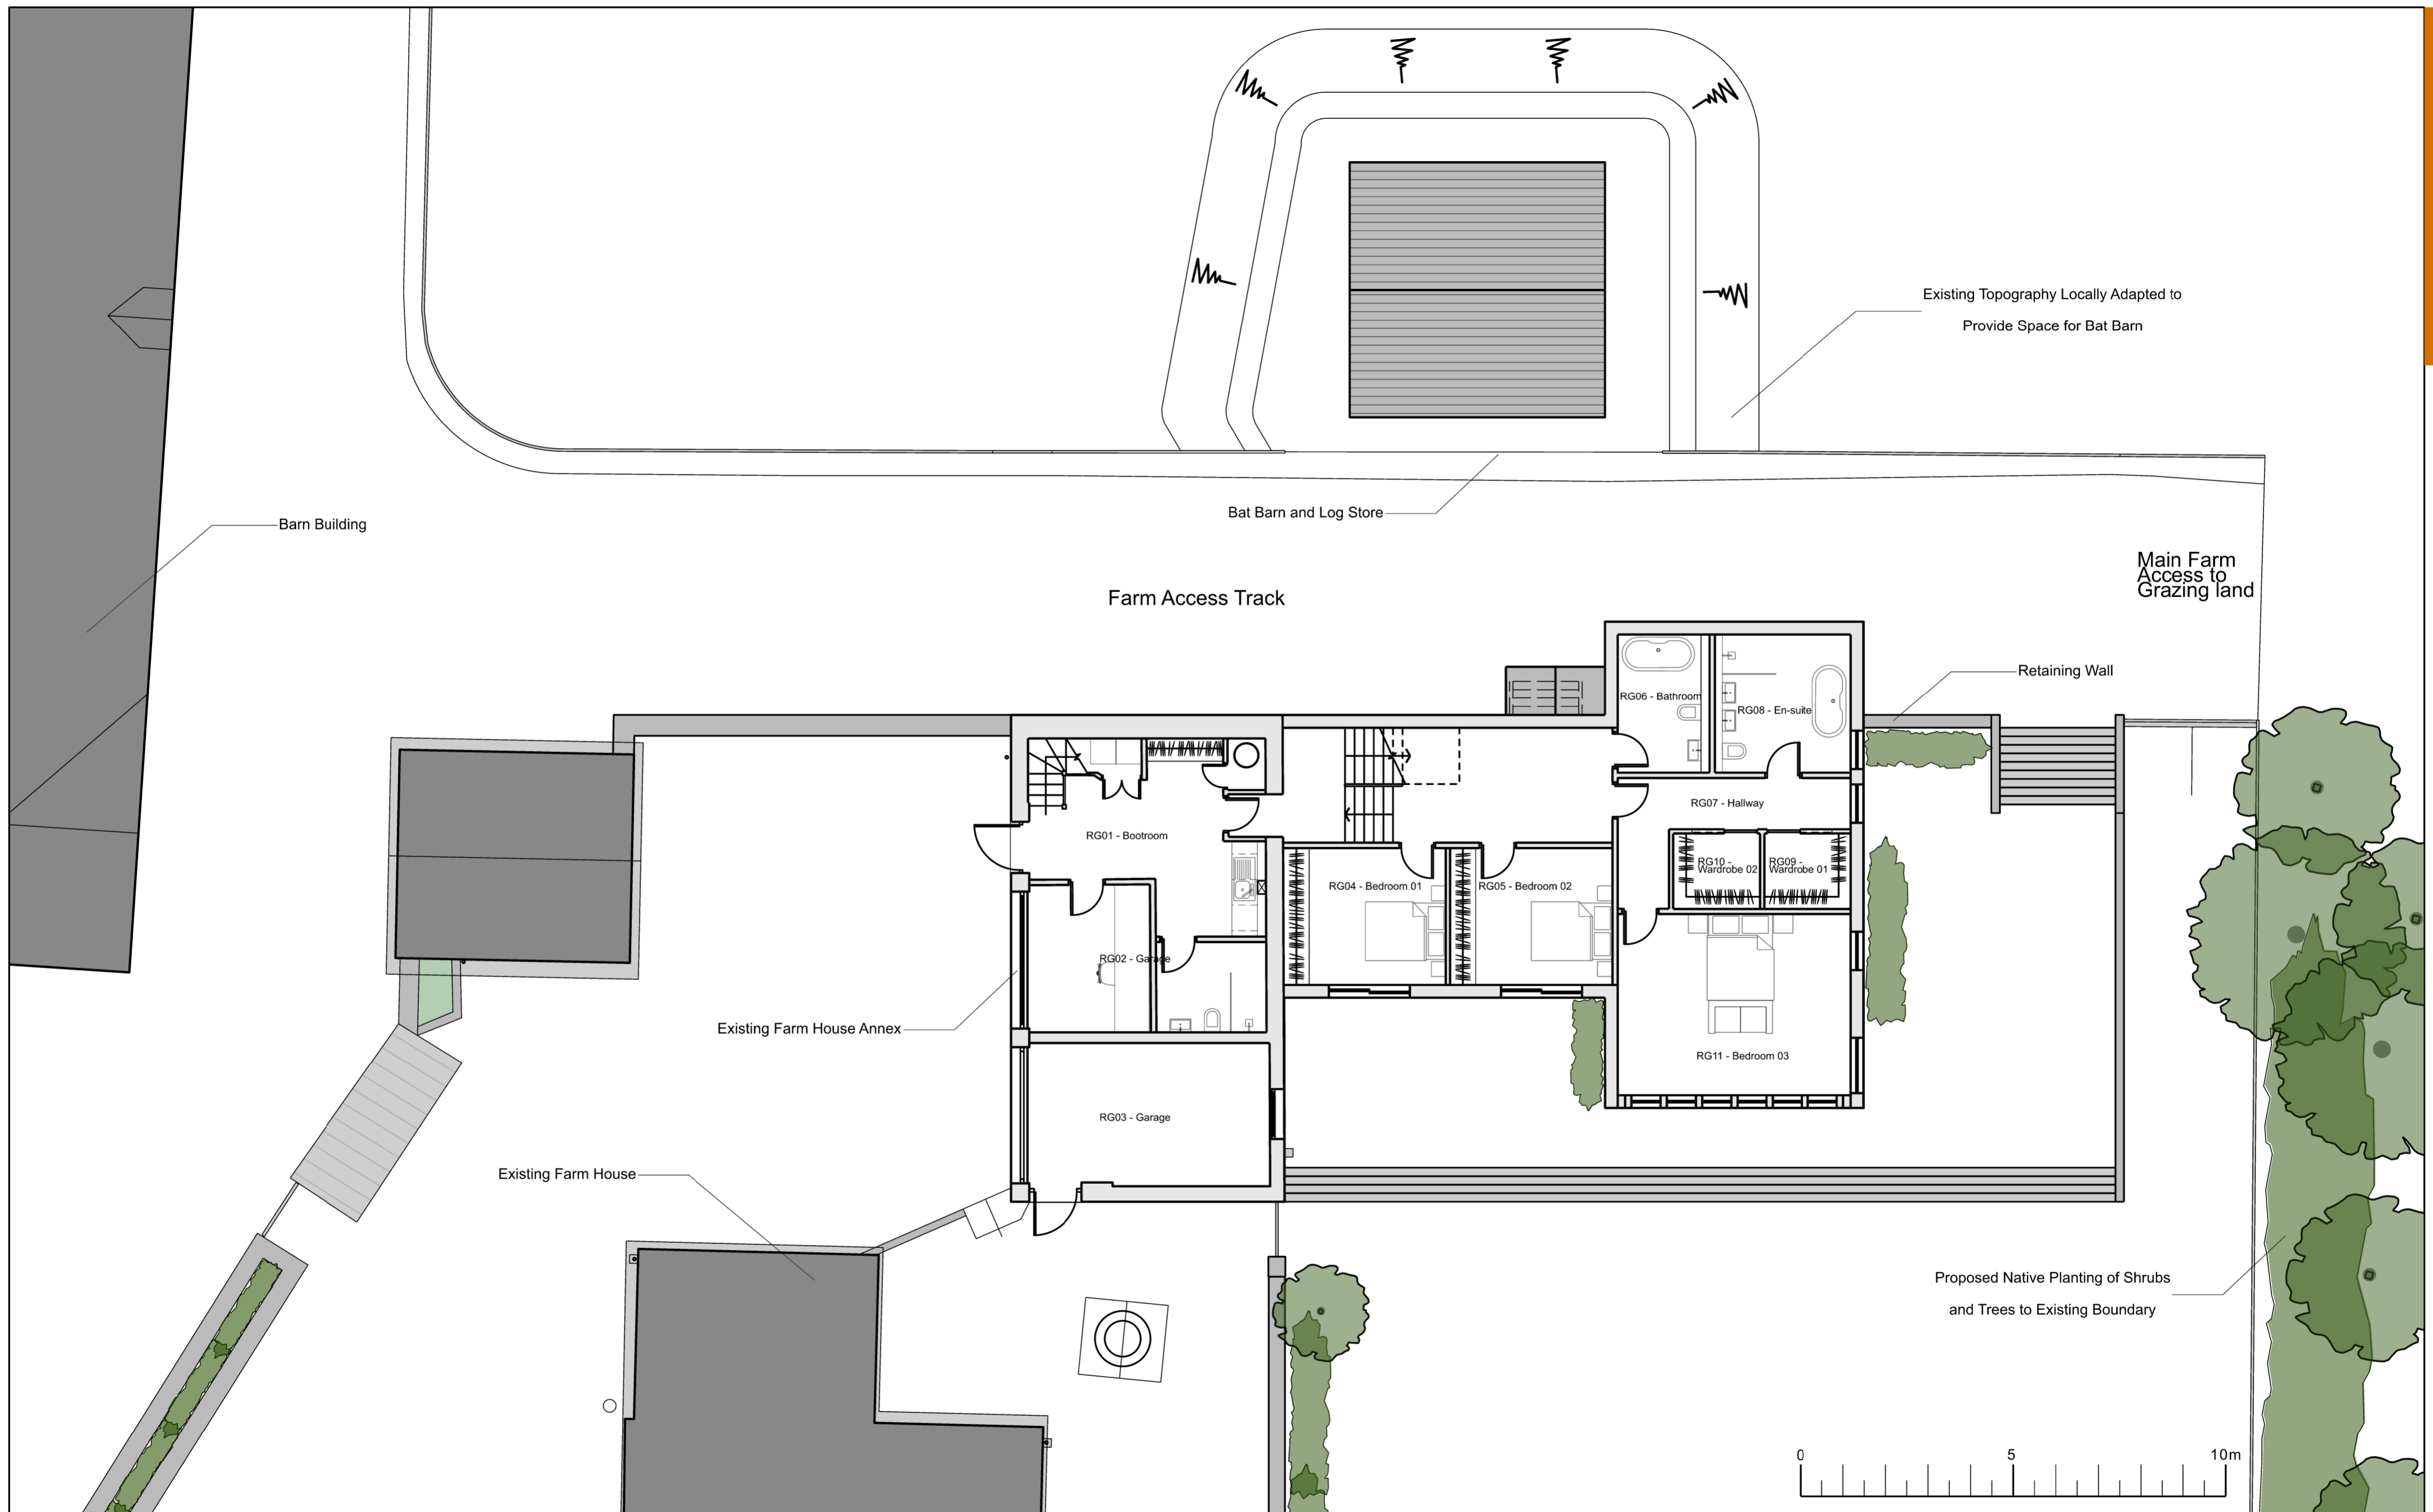 Existing Topography Locally Adapted to
Provide Space for Bat Barn
Bat Barn and Log Store
Barn Building
Main Farm
Access to
Grazing land
Farm Access Track
Retaining Wall
RG06 - Bathroom
RG08 - En-suite
RG07 - Hallway
RG01 - Bootroom
RG10 -
Wardrobe 02
RG09 -
Wardrobe 01
RG04 - Bedroom 01
RG05 - Bedroom 02
RG02 - Garage
Existing Farm House Annex
RG11 - Bedroom 03
RG03 - Garage
Existing Farm House
Proposed Native Planting of Shrubs
and Trees to Existing Boundary
0 5 10m